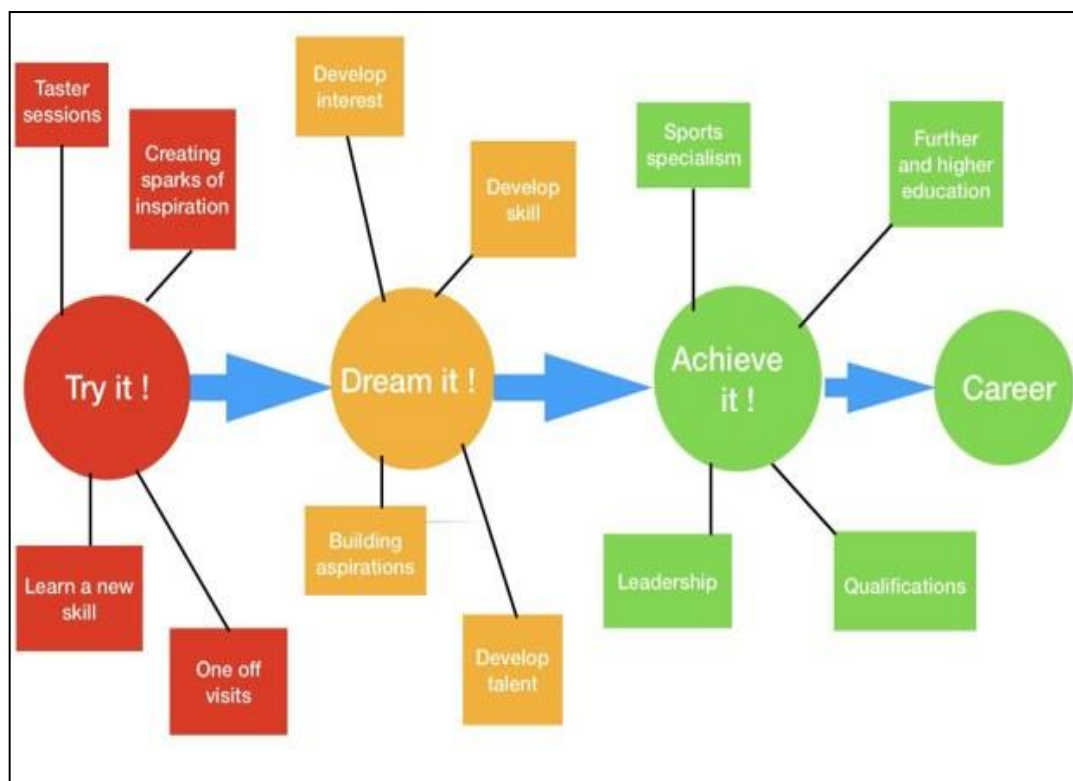 Taster
sessions
Creating
sparks of
inspiration
Try it !
Learn a new
skill
One off
visits
Develop
interest
Develop
skill
Dream it !
Building
aspirations
Develop
talent
Sports
specialism
Further
and higher
education
Achieve
it !
Leadership
Qualifications
Career